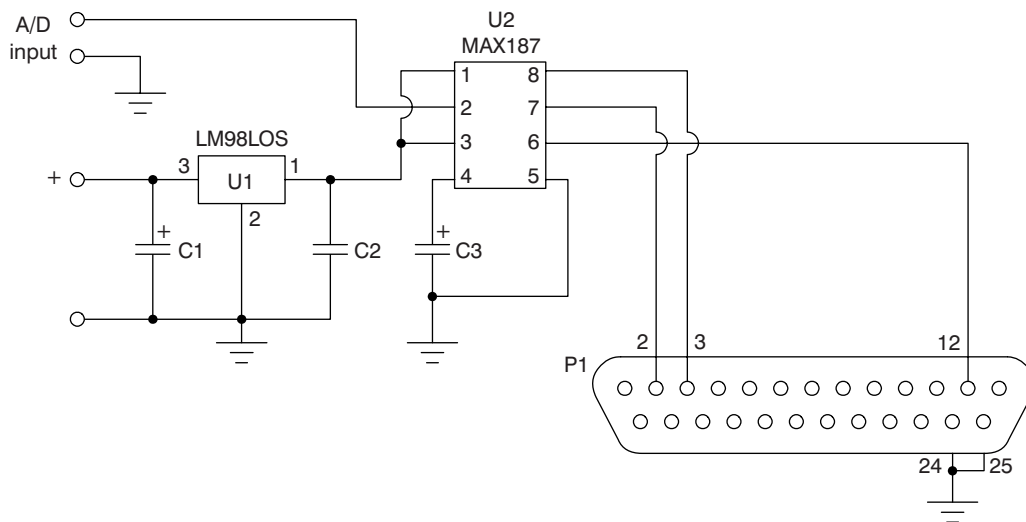 A/D
input
U2
MAX187
1 8
2 7
3 6
4 5
LM98LOS
3 U1 1
2
+
+ C1
C2
+ C3
2 3 12
P1
24 25